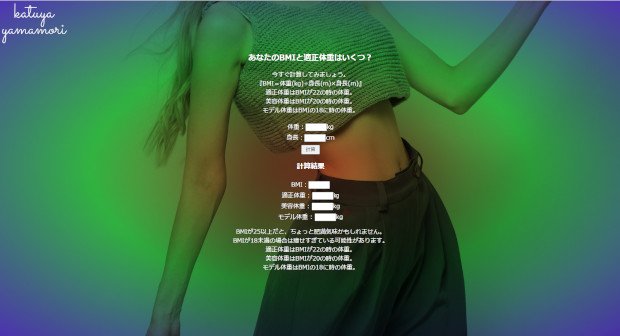 katuya
yamamori
あなたのBMIと適正体重はいくつ？
今すぐ計算してみましょう。
『BMI＝体重(kg)÷身長(m)×身長(m)』
適正体重はBMIが22の時の体重。
美容体重はBMIが20の時の体重。
モデル体重はBMIの18に時の体重。
体重：kg
身長：cm
計算
計算結果
BMI：
適正体重：kg
美容体重：kg
モデル体重：kg
BMIが25以上だと、ちょっと肥満気味かもしれません。
BMIが18未満の場合は痩せすぎている可能性があります。
適正体重はBMIが22の時の体重。
美容体重はBMIが20の時の体重。
モデル体重はBMIの18に時の体重。